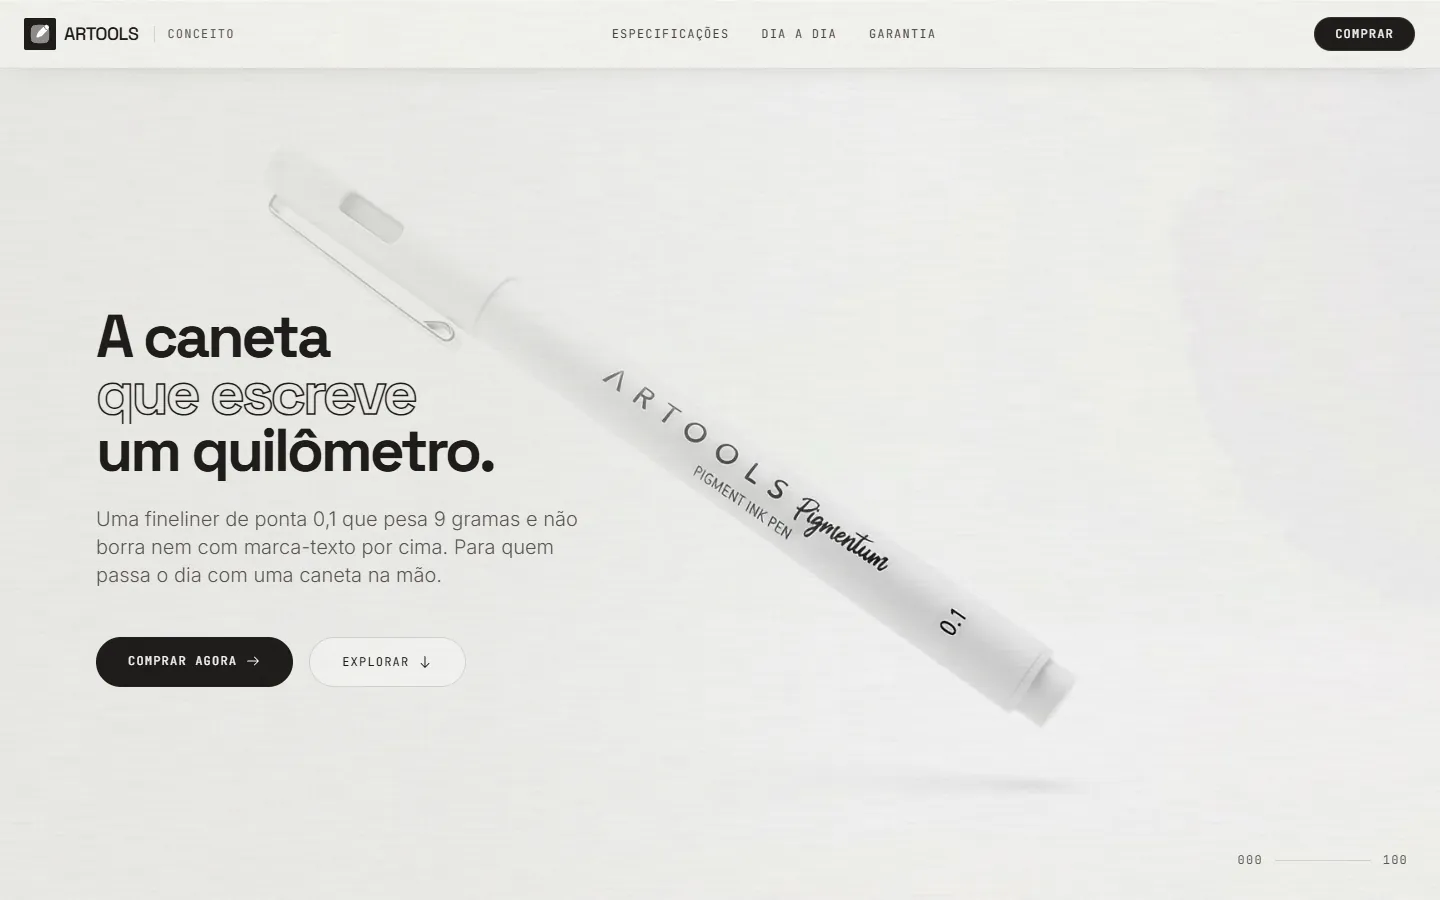 ARTOOLS
CONCEITO
ESPECIFICAÇÕES
DIA A DIA
GARANTIA
COMPRAR
A caneta
que escreve
um quilômetro.
Uma fineliner de ponta 0,1 que pesa 9 gramas e não
borra nem com marca-texto por cima. Para quem
passa o dia com uma caneta na mão.
COMPRAR AGORA →
EXPLORAR ↓
ARTOOLS
PIGMENT INK PEN
Pigmentum
0.1
000
100